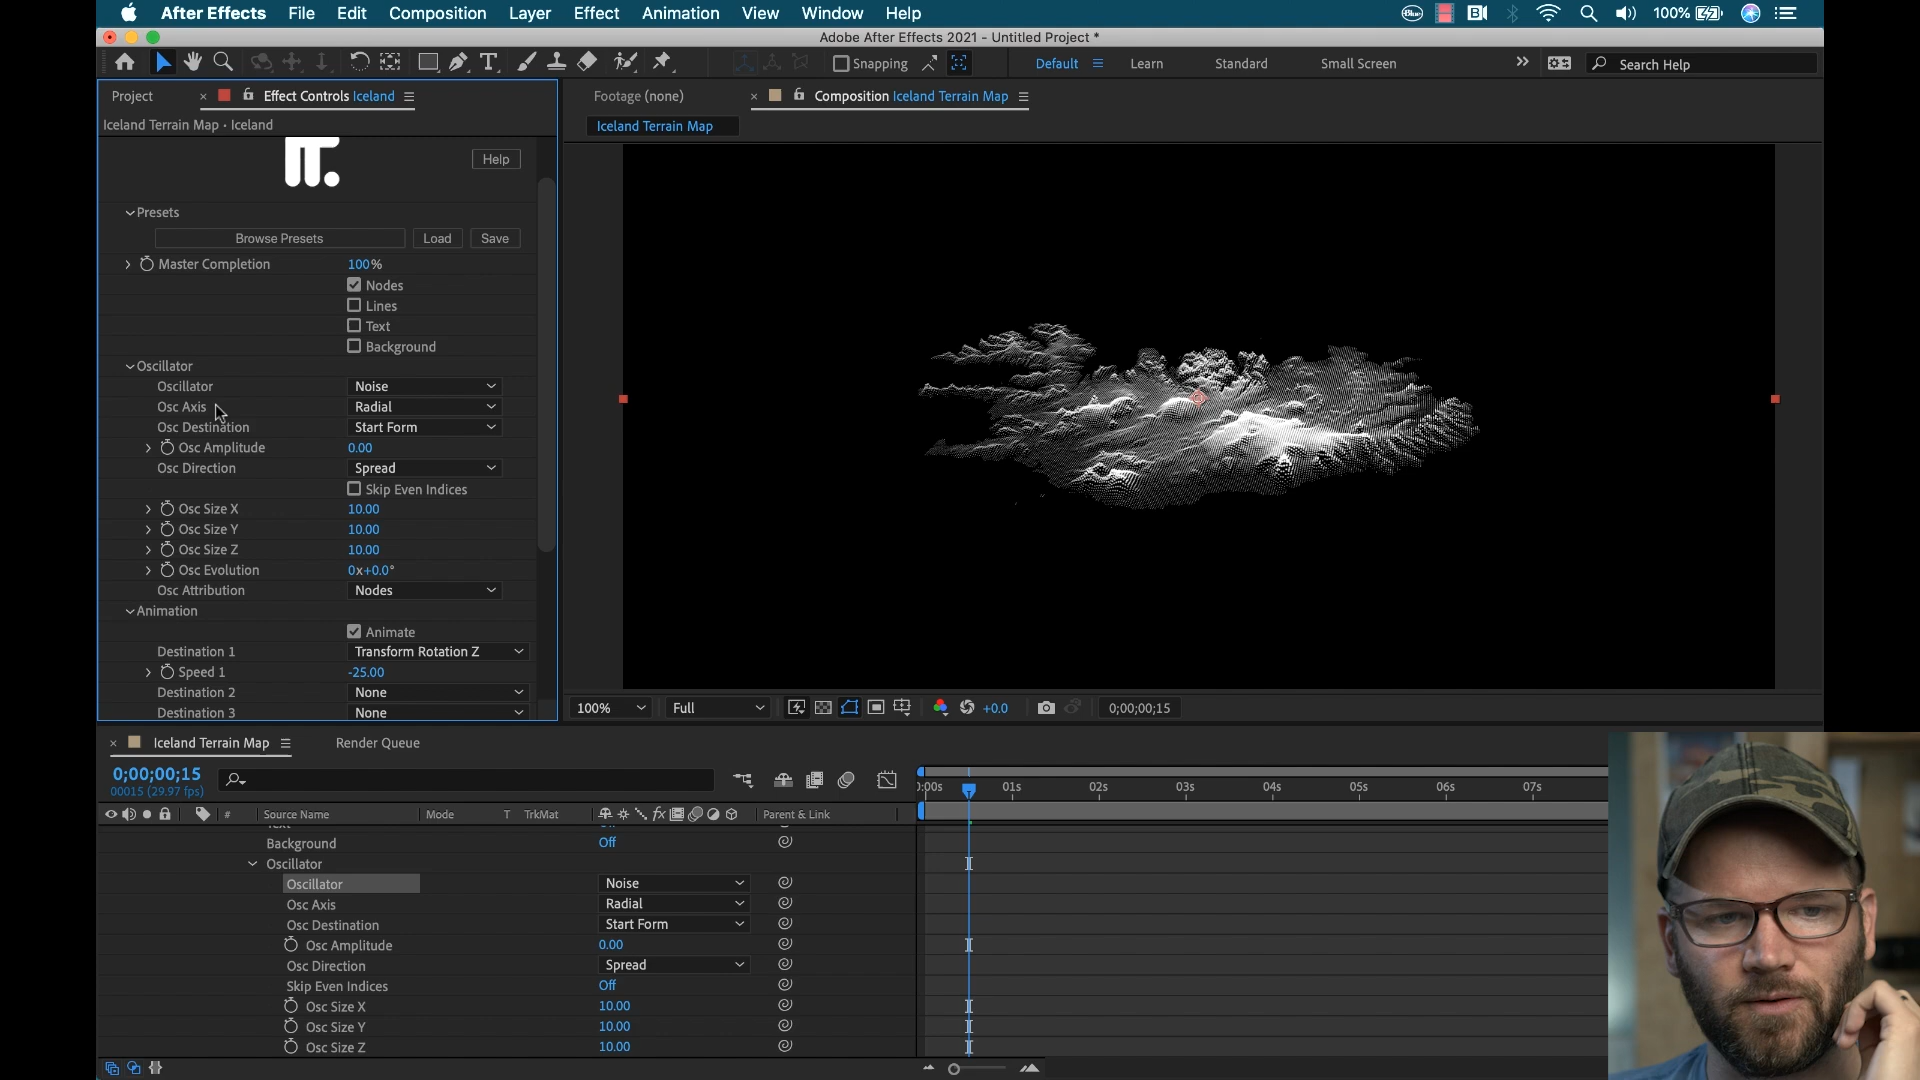 After Effects File Edit Composition Layer Effect Animation View Window Help
100%
Adobe After Effects 2021 - Untitled Project *
Snapping
Default Learn Standard Small Screen
Search Help
Project
Effect Controls Iceland
Iceland Terrain Map • Iceland
Footage (none)
Composition Iceland Terrain Map
Iceland Terrain Map
Help
Presets
Browse Presets Load Save
Master Completion 100%
Nodes
Lines
Text
Background
Oscillator
Oscillator Noise
Osc Axis Radial
Osc Destination Start Form
Osc Amplitude 0.00
Osc Direction Spread
Skip Even Indices
Osc Size X 10.00
Osc Size Y 10.00
Osc Size Z 10.00
Osc Evolution 0x+0.0°
Osc Attribution Nodes
Animation
Animate
Destination 1 Transform Rotation Z
Speed 1 -25.00
Destination 2 None
Destination 3 None
100% Full +0.0 0;00;00;15
Iceland Terrain Map Render Queue
0;00;00;15
00015 (29.97 fps)
:00s 01s 02s 03s 04s 05s 06s 07s
# Source Name Mode T TrkMat Parent & Link
Background Off
Oscillator
Oscillator Noise
Osc Axis Radial
Osc Destination Start Form
Osc Amplitude 0.00
Osc Direction Spread
Skip Even Indices Off
Osc Size X 10.00
Osc Size Y 10.00
Osc Size Z 10.00